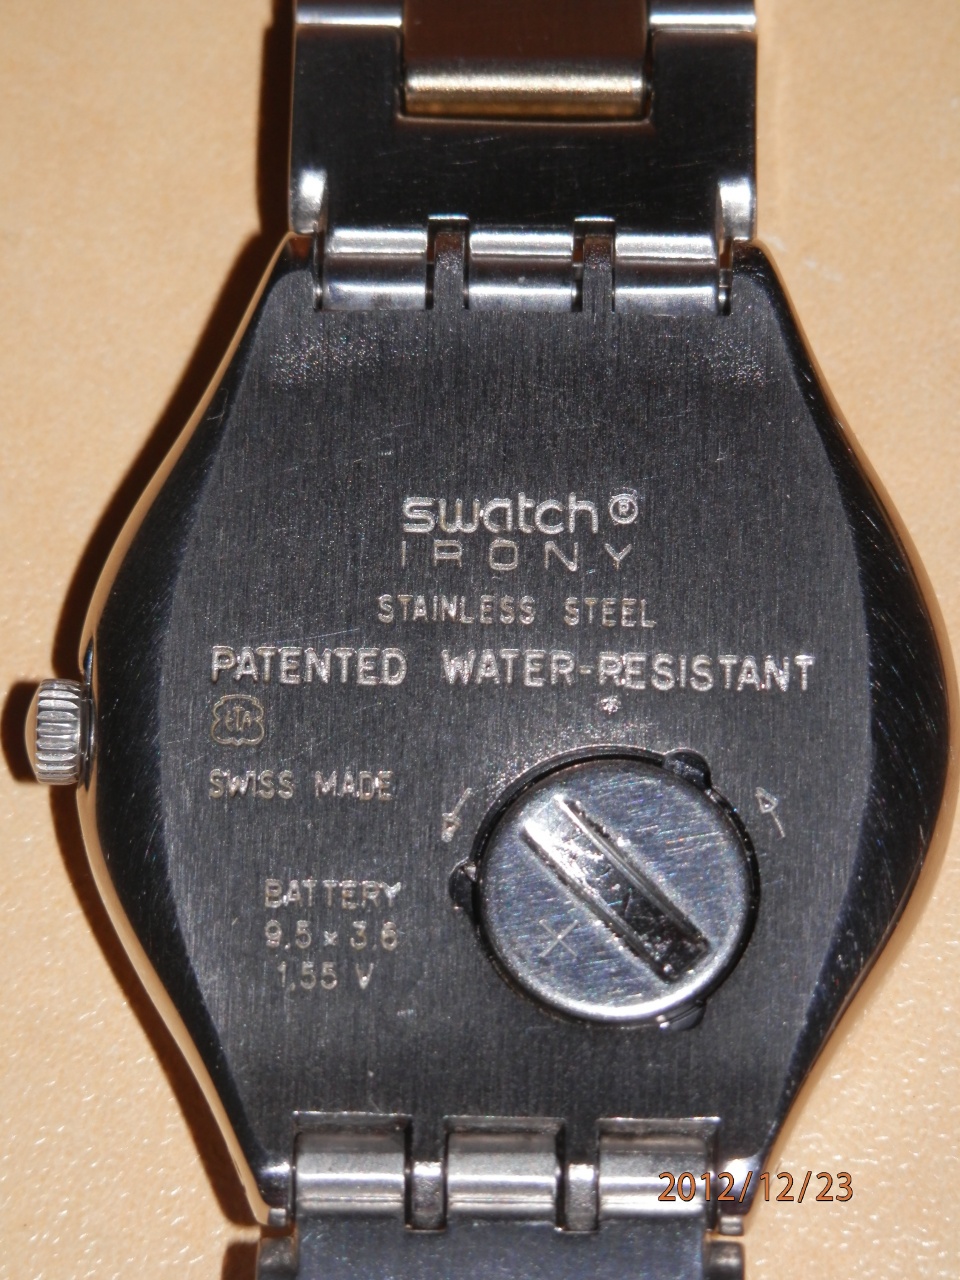 swatch ®
IRONY
STAINLESS STEEL
PATENTED WATER-RESISTANT
ETA
SWISS MADE
BATTERY
9.5 × 3.6
1.55 V
+
2012/12/23